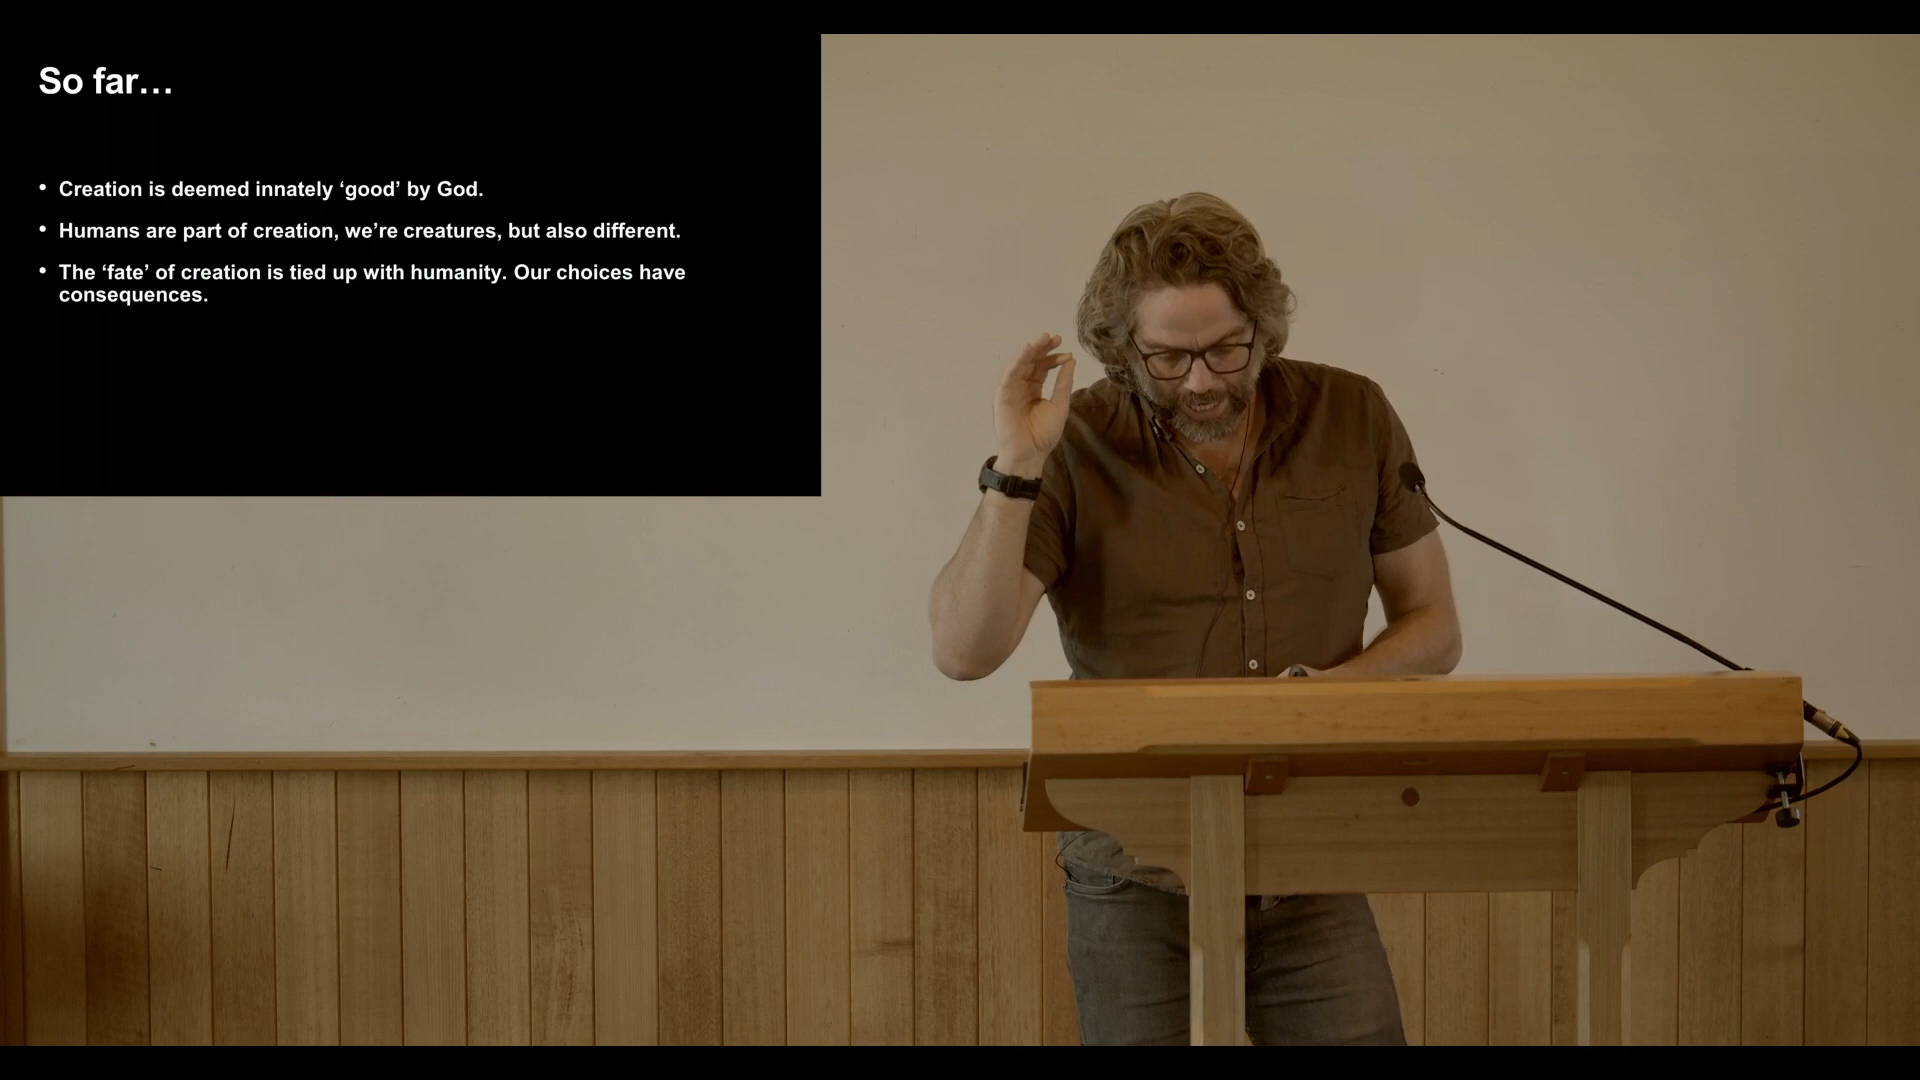 So far…
• Creation is deemed innately ‘good’ by God.
• Humans are part of creation, we’re creatures, but also different.
• The ‘fate’ of creation is tied up with humanity. Our choices have
consequences.